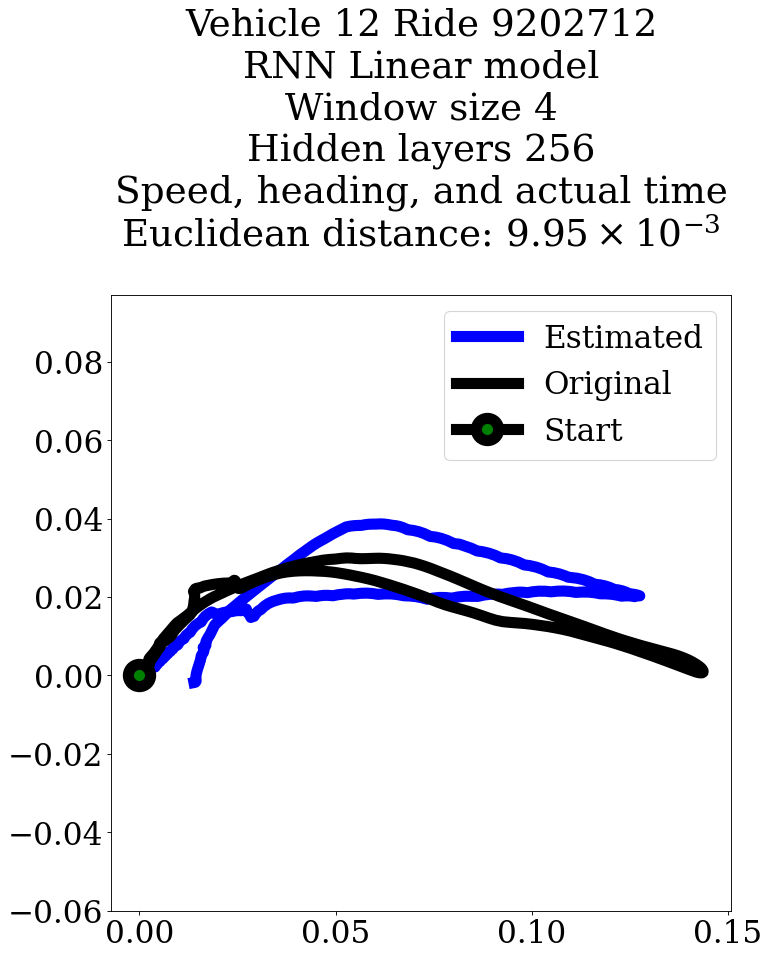 Vehicle 12 Ride 9202712
RNN Linear model
Window size 4
Hidden layers 256
Speed, heading, and actual time
Euclidean distance: 9.95 × 10⁻³
Estimated
Original
Start
0.08
0.06
0.04
0.02
0.00
−0.02
−0.04
−0.06
0.00 0.05 0.10 0.15